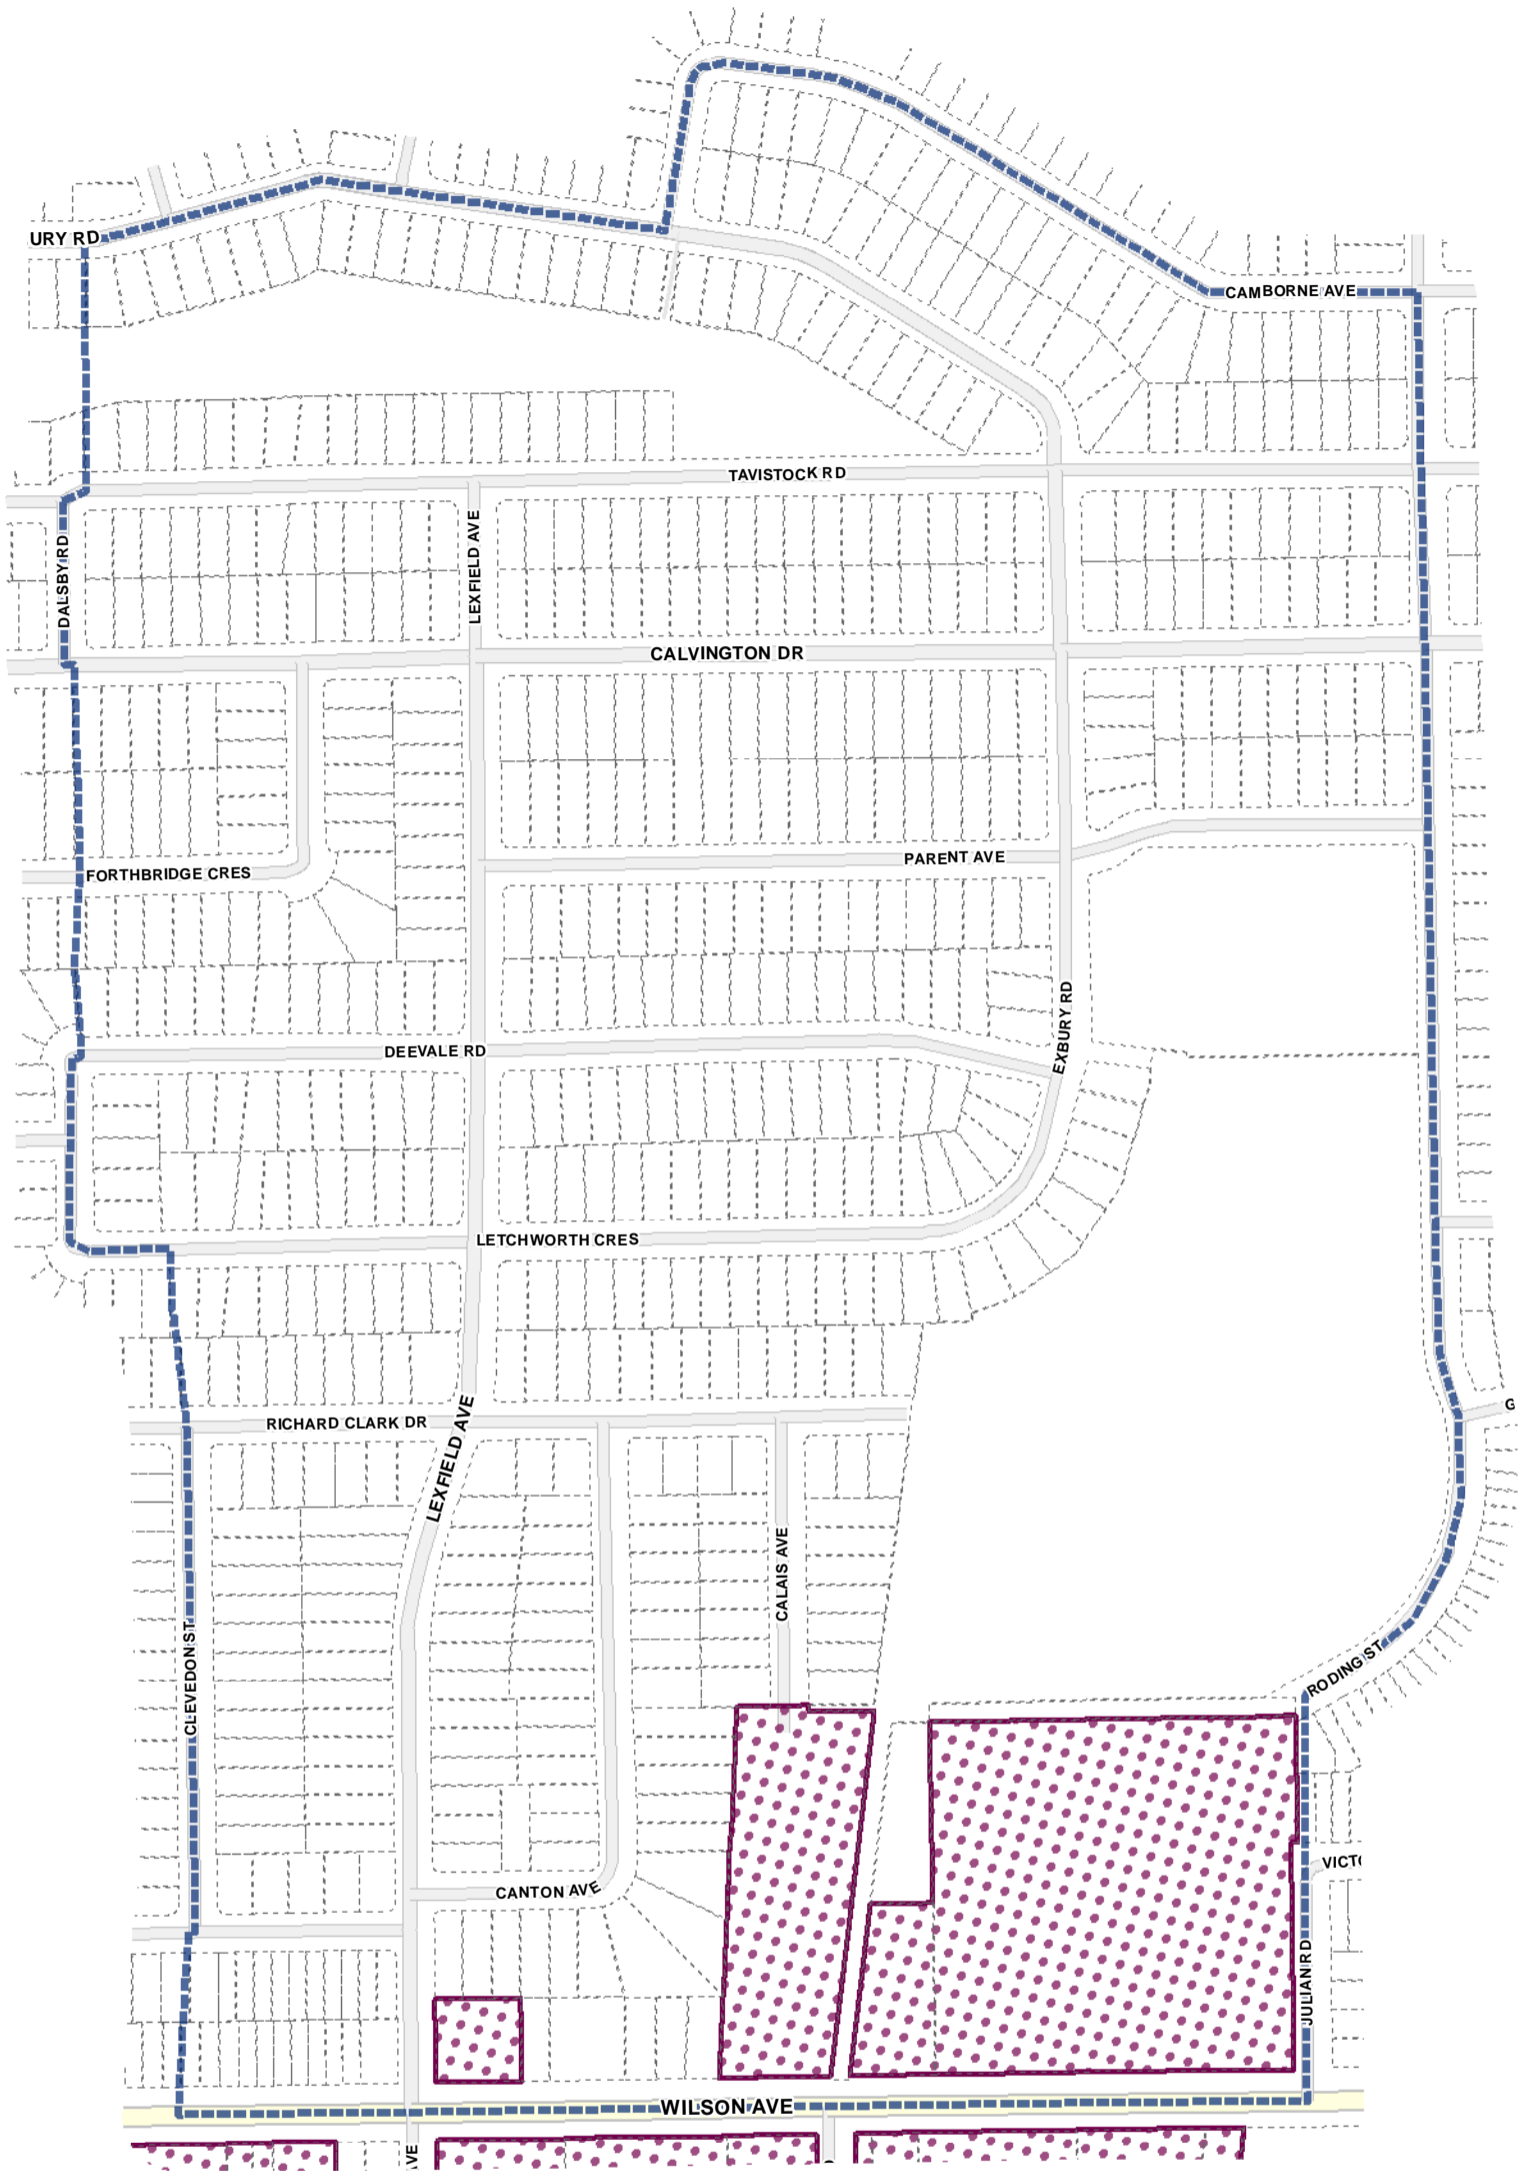 URY RD
CAMBORNE AVE
TAVISTOCK RD
DALSBY RD
LEXFIELD AVE
CALVINGTON DR
PARENT AVE
FORTHBRIDGE CRES
EXBURY RD
DEEVALE RD
LETCHWORTH CRES
G
RICHARD CLARK DR
LEXFIELD AVE
CALAIS AVE
CLEVEDON ST
RODING ST
VICTO
CANTON AVE
JULIAN RD
WILSON AVE
AVE